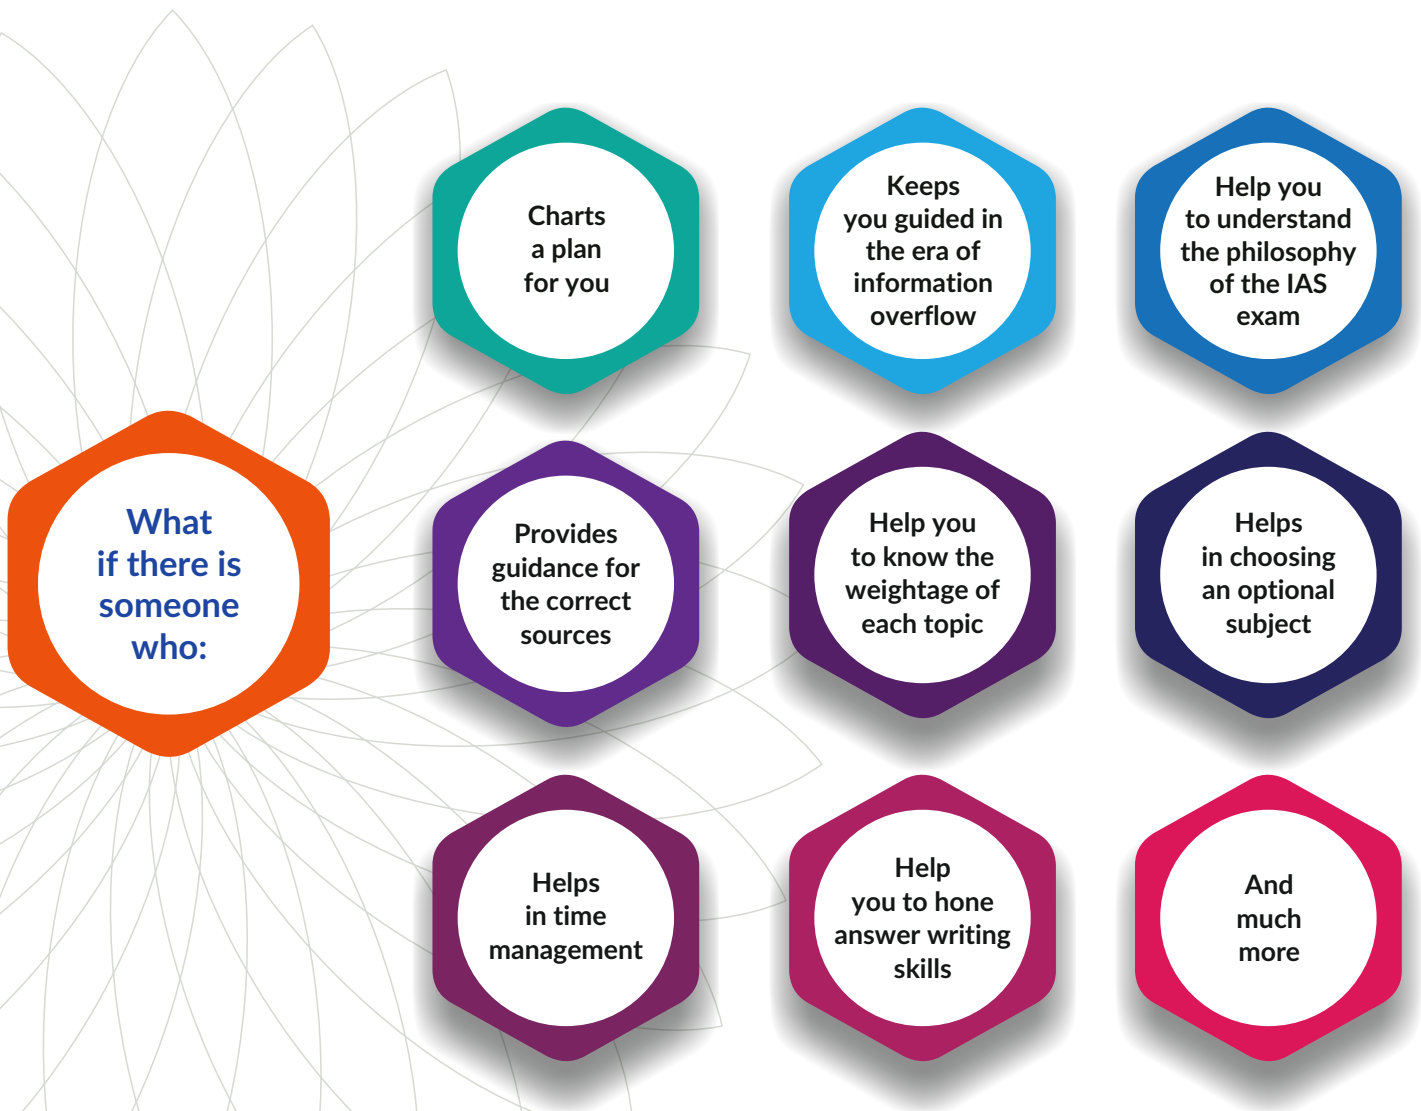 What
if there is
someone
who:
Charts
a plan
for you
Keeps
you guided in
the era of
information
overflow
Help you
to understand
the philosophy
of the IAS
exam
Provides
guidance for
the correct
sources
Help you
to know the
weightage of
each topic
Helps
in choosing
an optional
subject
Helps
in time
management
Help
you to hone
answer writing
skills
And
much
more